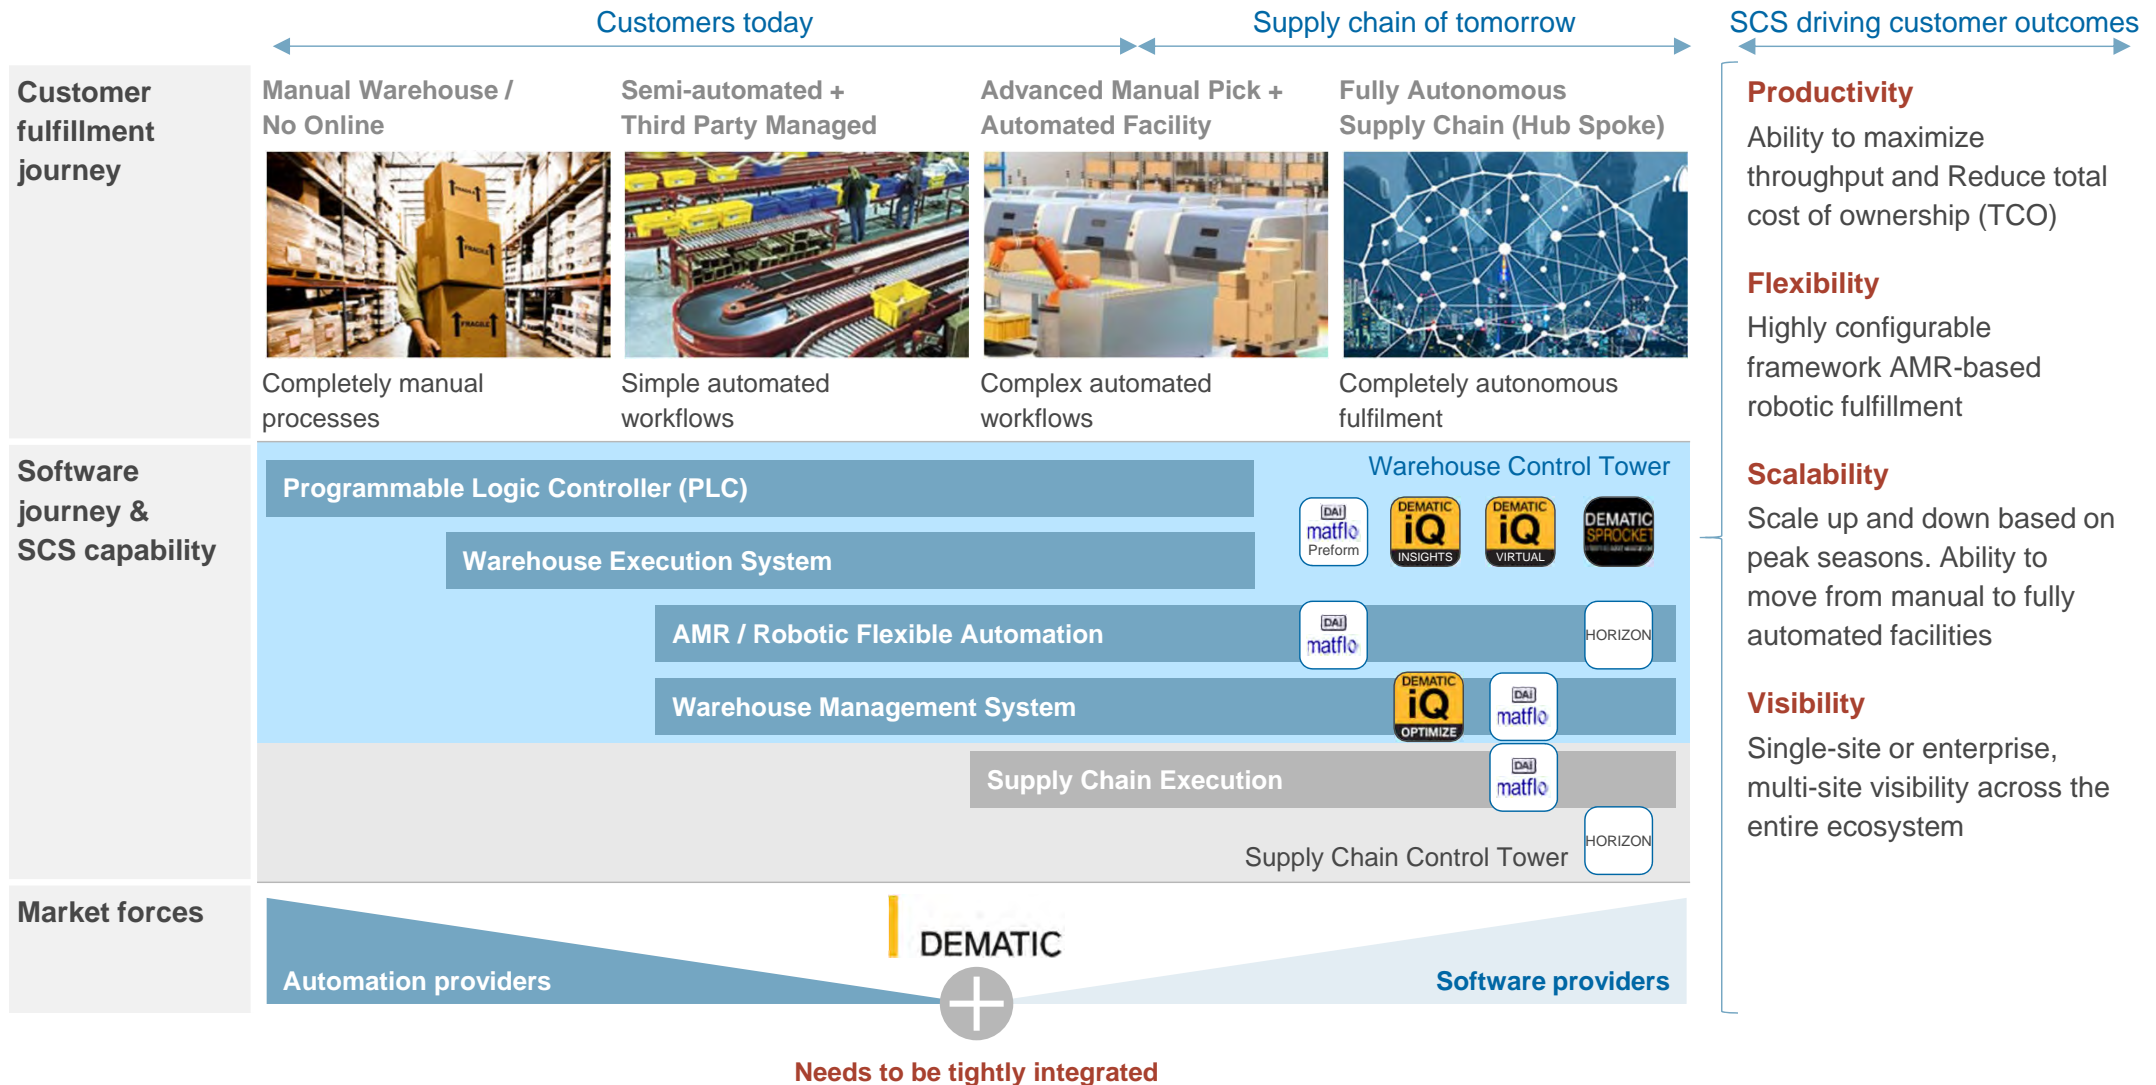 Customers today
Supply chain of tomorrow
SCS driving customer outcomes
Customer
fulfillment
journey
Manual Warehouse /
No Online
Semi-automated +
Third Party Managed
Advanced Manual Pick +
Automated Facility
Fully Autonomous
Supply Chain (Hub Spoke)
FRAGILE
FRAGILE
FRAGILE
Completely manual
processes
Simple automated
workflows
Complex automated
workflows
Completely autonomous
fulfilment
Productivity
Ability to maximize
throughput and Reduce total
cost of ownership (TCO)
Flexibility
Highly configurable
framework AMR-based
robotic fulfillment
Scalability
Scale up and down based on
peak seasons. Ability to
move from manual to fully
automated facilities
Visibility
Single-site or enterprise,
multi-site visibility across the
entire ecosystem
Software
journey &
SCS capability
Warehouse Control Tower
Programmable Logic Controller (PLC)
DAI
matflo
Preform
DEMATIC
iQ
INSIGHTS
DEMATIC
iQ
VIRTUAL
DEMATIC
SPROCKET
Warehouse Execution System
AMR / Robotic Flexible Automation
DAI
matflo
HORIZON
Warehouse Management System
DEMATIC
iQ
OPTIMIZE
DAI
matflo
Supply Chain Execution
DAI
matflo
Supply Chain Control Tower
HORIZON
Market forces
DEMATIC
Automation providers
Software providers
Needs to be tightly integrated